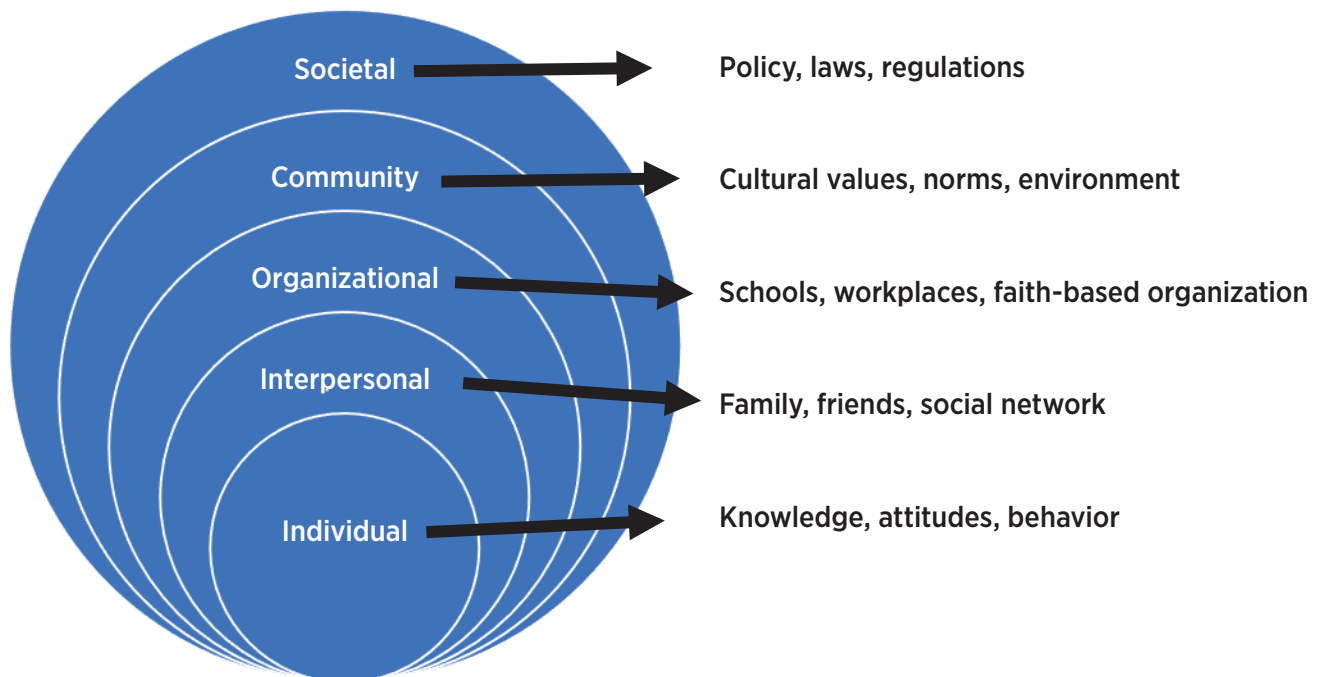 Societal
Policy, laws, regulations
Community
Cultural values, norms, environment
Organizational
Schools, workplaces, faith-based organization
Interpersonal
Family, friends, social network
Individual
Knowledge, attitudes, behavior